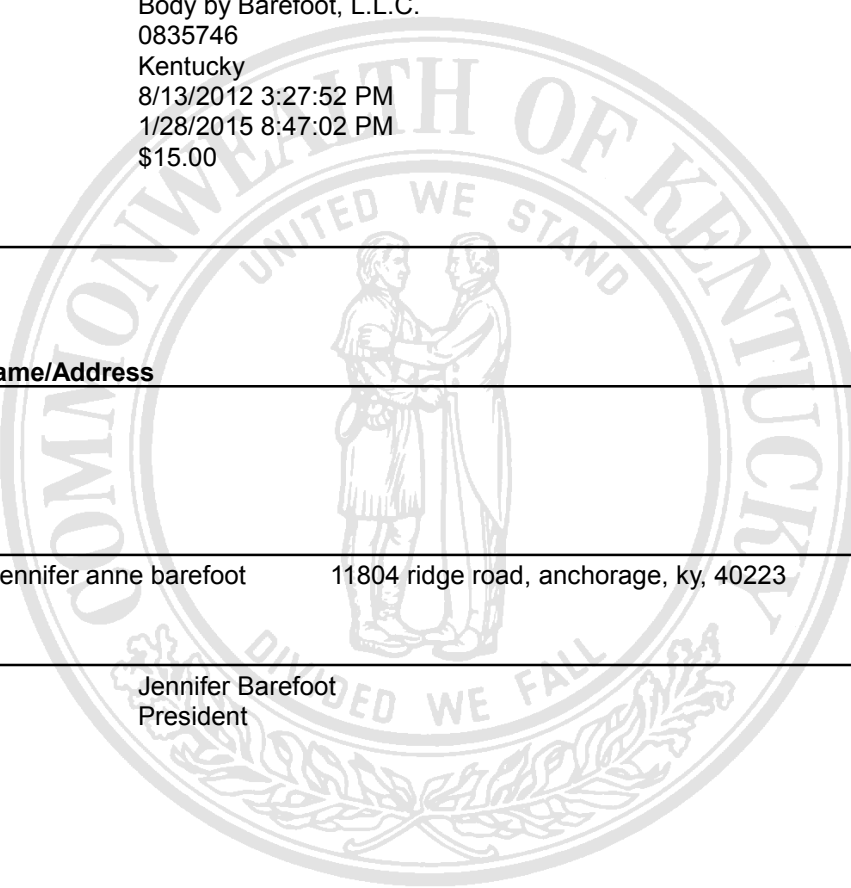 Body by Barefoot, L.L.C.
0835746
Kentucky
8/13/2012 3:27:52 PM
1/28/2015 8:47:02 PM
$15.00
ame/Address
ennifer anne barefoot 11804 ridge road, anchorage, ky, 40223
Jennifer Barefoot
President
COMMONWEALTH OF KENTUCKY
UNITED WE STAND
DIVIDED WE FALL